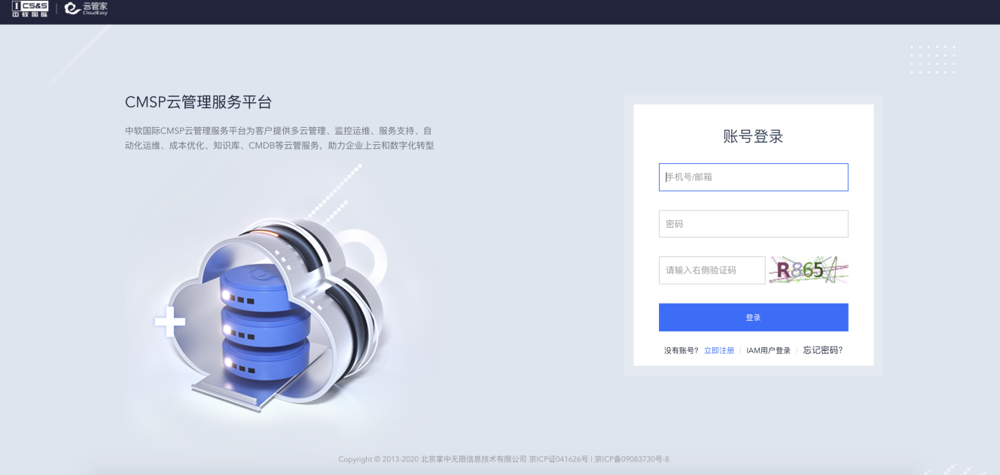 CS&S 云管家
中软国际 CloudEasy
CMSP云管理服务平台
中软国际CMSP云管理服务平台为客户提供多云管理、监控运维、服务支持、自
动化运维、成本优化、知识库、CMDB等云管服务，助力企业上云和数字化转型
账号登录
手机号/邮箱
密码
请输入右侧验证码 R865
登录
没有账号？ 立即注册 | IAM用户登录 | 忘记密码？
Copyright © 2013-2020 北京掌中无限信息技术有限公司 京ICP证041626号 | 京ICP备09083730号-8